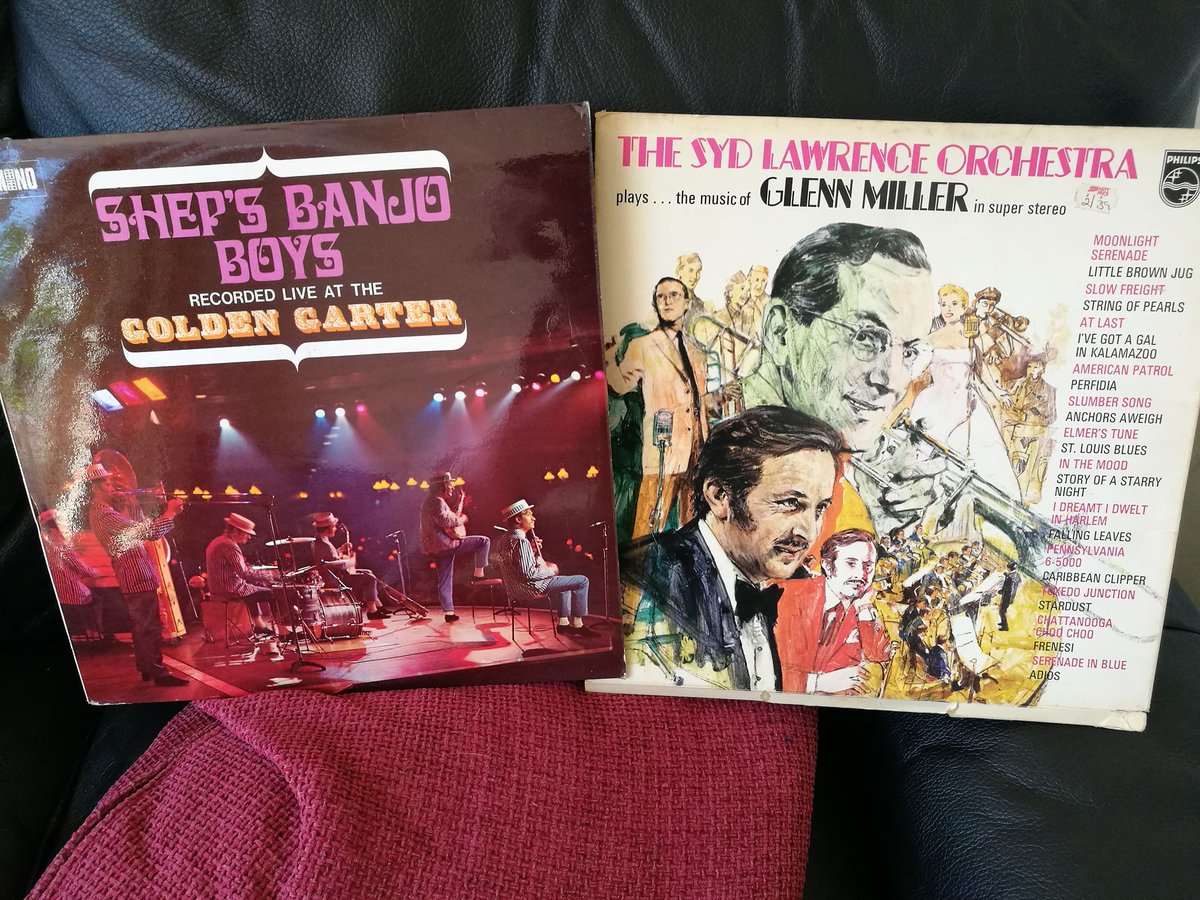 SHEP'S BANJO
BOYS
RECORDED LIVE AT THE
GOLDEN GARTER
THE SYD LAWRENCE ORCHESTRA
plays... the music of GLENN MILLER in super stereo
PHILIPS
2/39
MOONLIGHT
SERENADE
LITTLE BROWN JUG
SLOW FREIGHT
STRING OF PEARLS
AT LAST
I'VE GOT A GAL
IN KALAMAZOO
AMERICAN PATROL
PERFIDIA
SLUMBER SONG
ANCHORS AWEIGH
ELMER'S TUNE
ST. LOUIS BLUES
IN THE MOOD
STORY OF A STARRY
NIGHT
I DREAMT I DWELT
IN HARLEM
FALLING LEAVES
PENNSYLVANIA
6-5000
CARIBBEAN CLIPPER
TUXEDO JUNCTION
STARDUST
CHATTANOOGA
CHOO CHOO
FRENESI
SERENADE IN BLUE
ADIOS